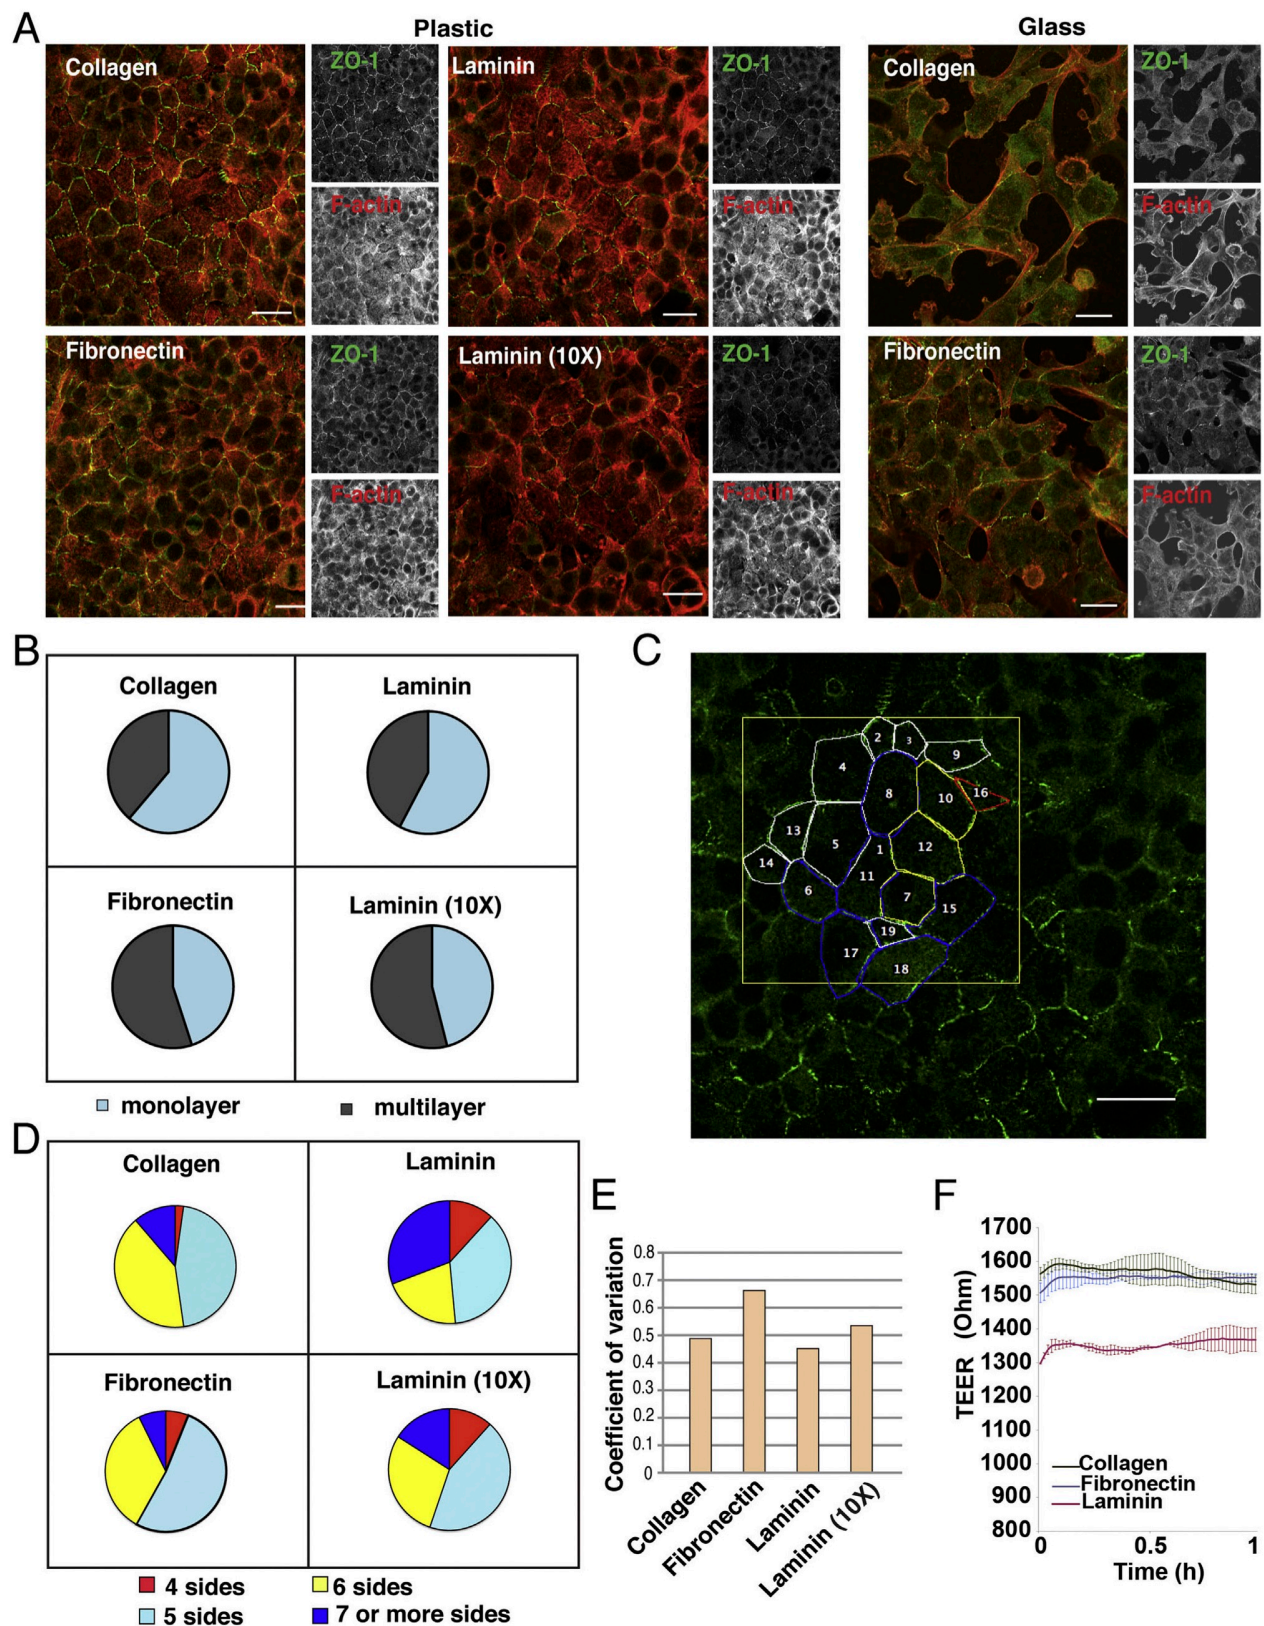 A
Plastic
Glass
Collagen
ZO-1
F-actin
Laminin
ZO-1
F-actin
Collagen
ZO-1
F-actin
Fibronectin
ZO-1
F-actin
Laminin (10X)
ZO-1
F-actin
Fibronectin
ZO-1
F-actin
B
Collagen
Laminin
Fibronectin
Laminin (10X)
monolayer
multilayer
C
2
3
9
4
8
10
16
13
5
1
12
14
6
11
7
15
19
17
18
D
Collagen
Laminin
Fibronectin
Laminin (10X)
4 sides
6 sides
5 sides
7 or more sides
E
Coefficient of variation
0.8
0.7
0.6
0.5
0.4
0.3
0.2
0.1
0
Collagen
Fibronectin
Laminin
Laminin (10X)
F
TEER (Ohm)
1700
1600
1500
1400
1300
1200
1100
1000
900
800
Collagen
Fibronectin
Laminin
0
0.5
1
Time (h)